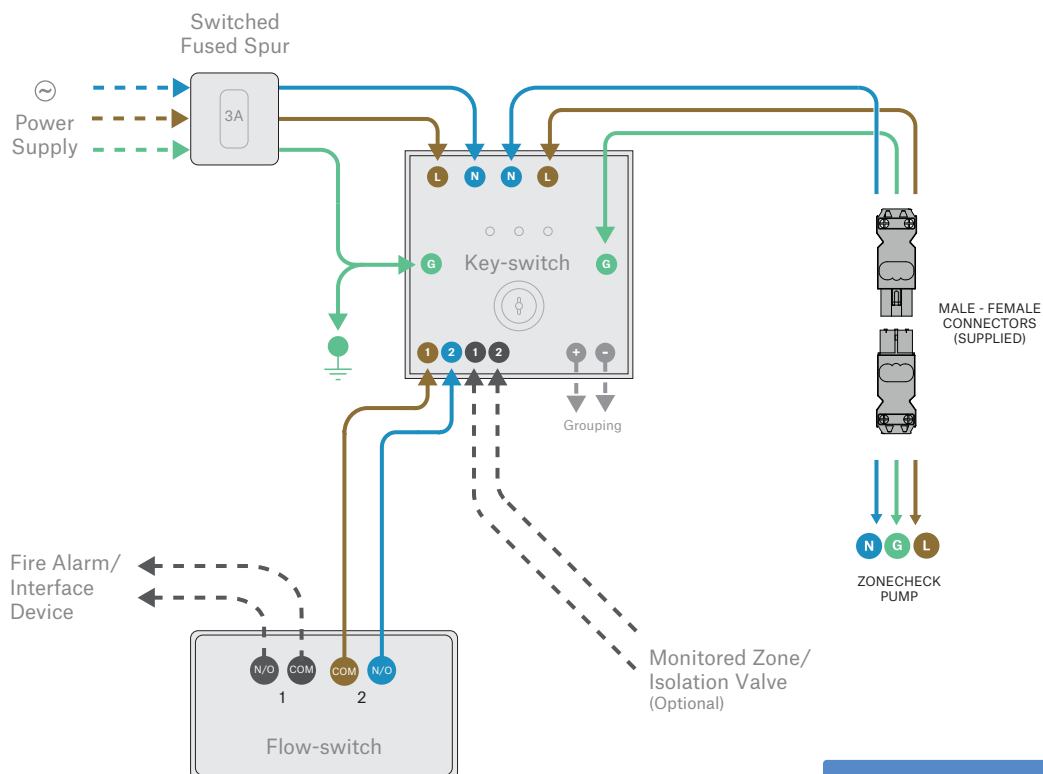 Switched
Fused Spur
Power
Supply
3A
L N N L
G Key-switch G
1 2 1 2 + -
Grouping
MALE - FEMALE
CONNECTORS
(SUPPLIED)
N G L
ZONECHECK
PUMP
Fire Alarm/
Interface
Device
N/O COM COM N/O
1 2
Flow-switch
Monitored Zone/
Isolation Valve
(Optional)